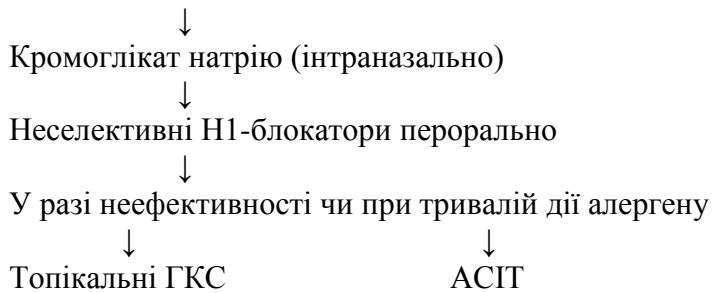 ↓
Кромоглікат натрію (інтраназально)
↓
Неселективні Н1-блокатори перорально
↓
У разі неефективності чи при тривалій дії алергену
↓ ↓
Топікальні ГКС АСІТ